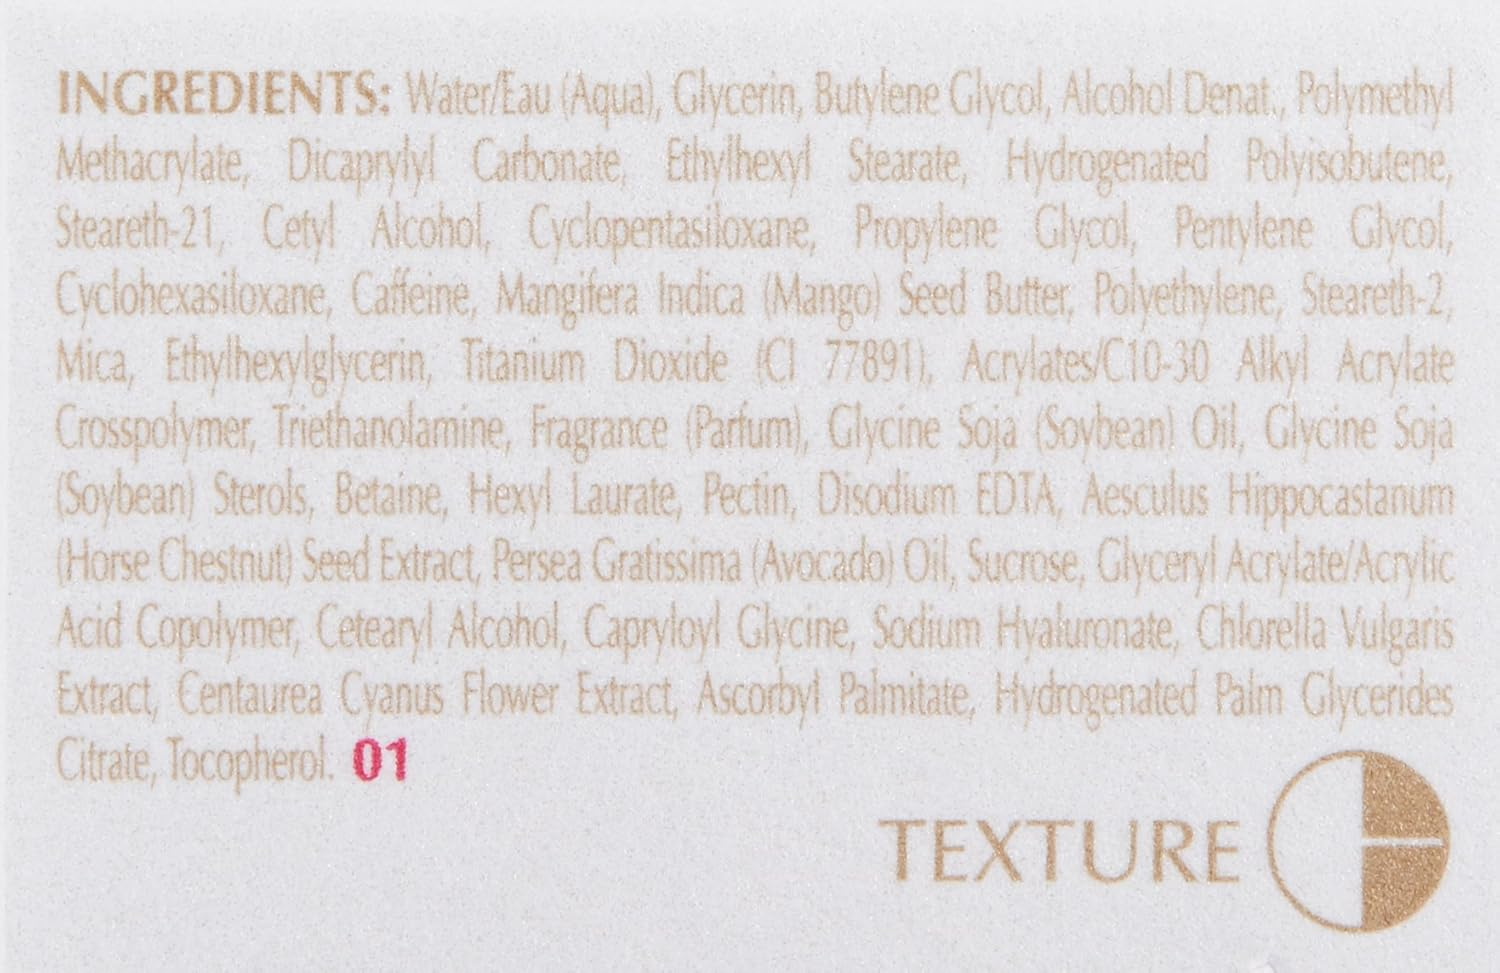 INGREDIENTS: Water/Eau (Aqua), Glycerin, Butylene Glycol, Alcohol Denat., Polymethyl
Methacrylate, Dicaprylyl Carbonate, Ethylhexyl Stearate, Hydrogenated Polyisobutene,
Steareth-21, Cetyl Alcohol, Cyclopentasiloxane, Propylene Glycol, Pentylene Glycol,
Cyclohexasiloxane, Caffeine, Mangifera Indica (Mango) Seed Butter, Polyethylene, Steareth-2,
Mica, Ethylhexylglycerin, Titanium Dioxide (CI 77891), Acrylates/C10-30 Alkyl Acrylate
Crosspolymer, Triethanolamine, Fragrance (Parfum), Glycine Soja (Soybean) Oil, Glycine Soja
(Soybean) Sterols, Betaine, Hexyl Laurate, Pectin, Disodium EDTA, Aesculus Hippocastanum
(Horse Chestnut) Seed Extract, Persea Gratissima (Avocado) Oil, Sucrose, Glyceryl Acrylate/Acrylic
Acid Copolymer, Cetearyl Alcohol, Capryloyl Glycine, Sodium Hyaluronate, Chlorella Vulgaris
Extract, Centaurea Cyanus Flower Extract, Ascorbyl Palmitate, Hydrogenated Palm Glycerides
Citrate, Tocopherol. 01
TEXTURE